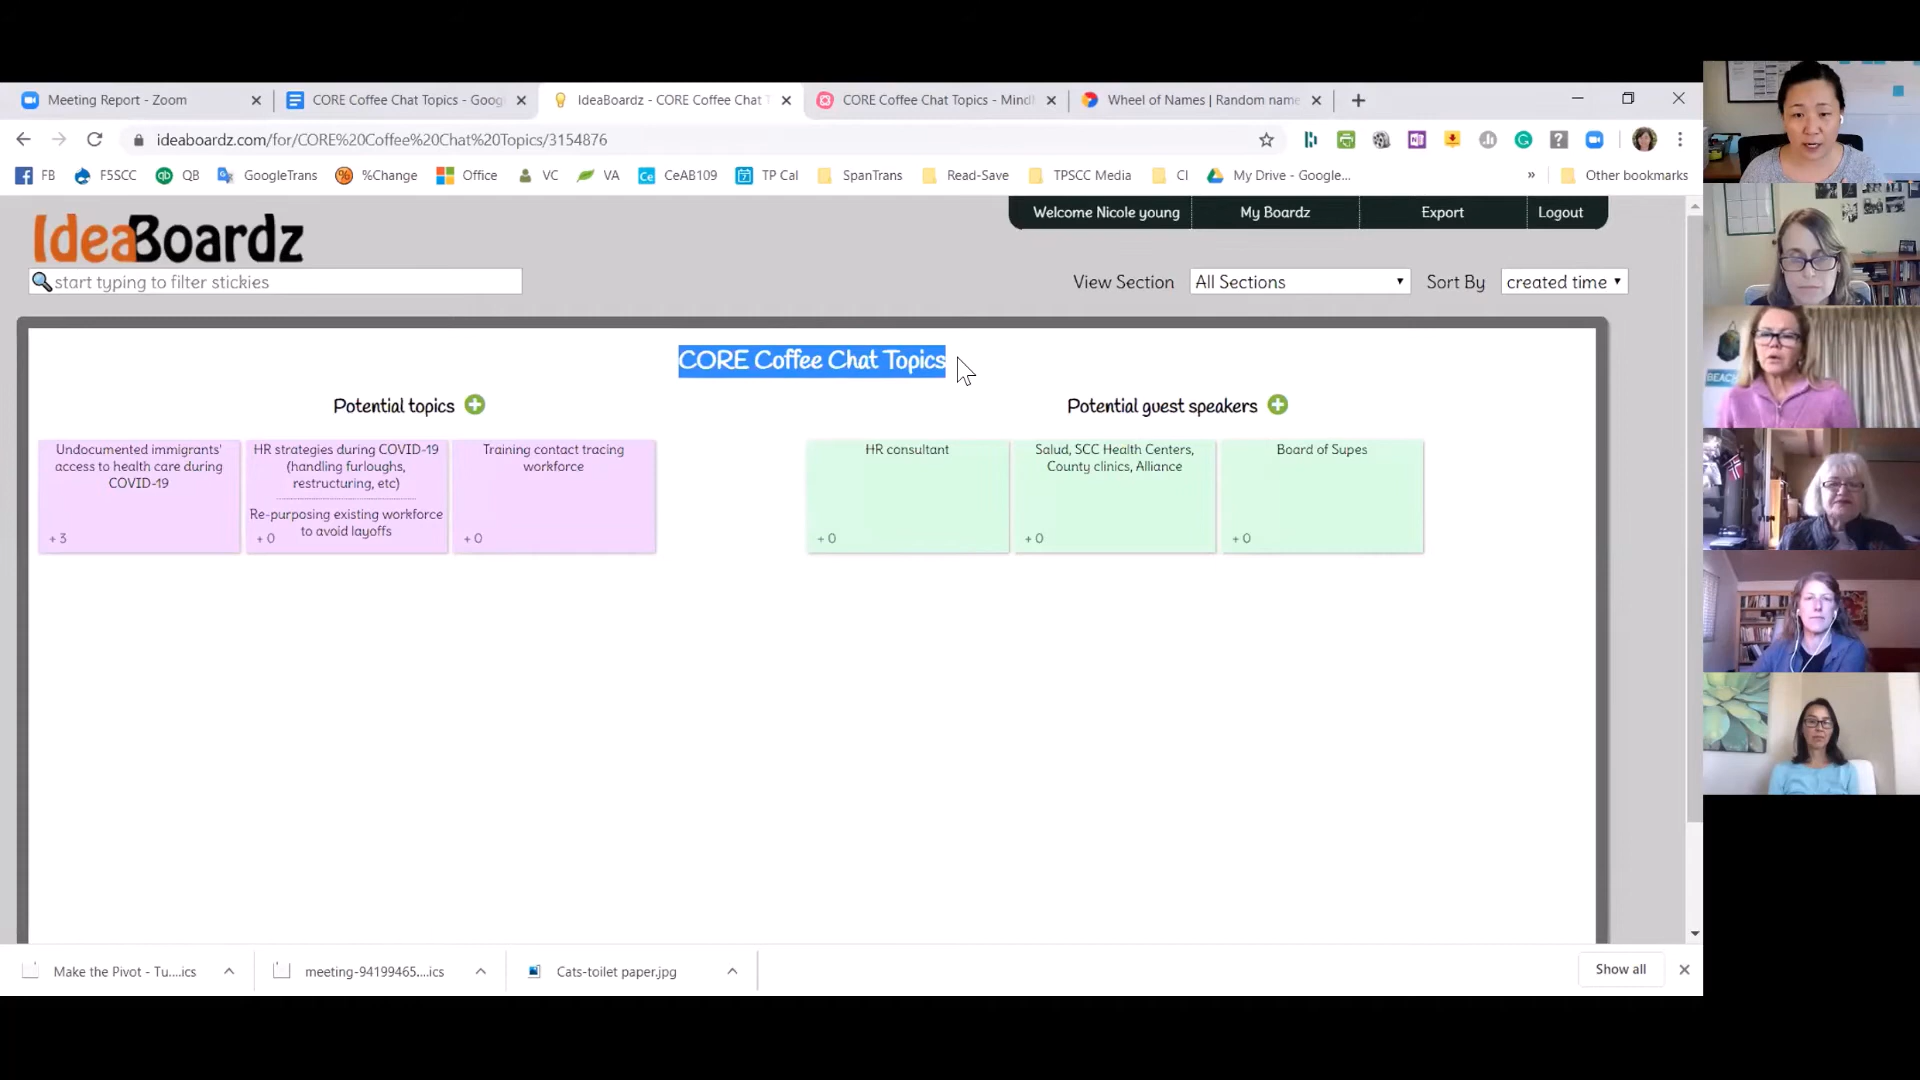 Meeting Report - Zoom
CORE Coffee Chat Topics - Goog
IdeaBoardz - CORE Coffee Chat T
CORE Coffee Chat Topics - Mind
Wheel of Names | Random name
ideaboardz.com/for/CORE%20Coffee%20Chat%20Topics/3154876
FB
F5SCC
QB
GoogleTrans
%Change
Office
VC
VA
CeAB109
TP Cal
SpanTrans
Read-Save
TPSCC Media
CI
My Drive - Google...
»
Other bookmarks
IdeaBoardz
Welcome Nicole young
My Boardz
Export
Logout
start typing to filter stickies
View Section
All Sections
Sort By
created time
CORE Coffee Chat Topics
Potential topics
Undocumented immigrants'
access to health care during
COVID-19
+ 3
HR strategies during COVID-19
(handling furloughs,
restructuring, etc)
Re-purposing existing workforce
to avoid layoffs
+ 0
Training contact tracing
workforce
+ 0
Potential guest speakers
HR consultant
+ 0
Salud, SCC Health Centers,
County clinics, Alliance
+ 0
Board of Supes
+ 0
BEACH
Make the Pivot - Tu....ics
meeting-94199465....ics
Cats-toilet paper.jpg
Show all